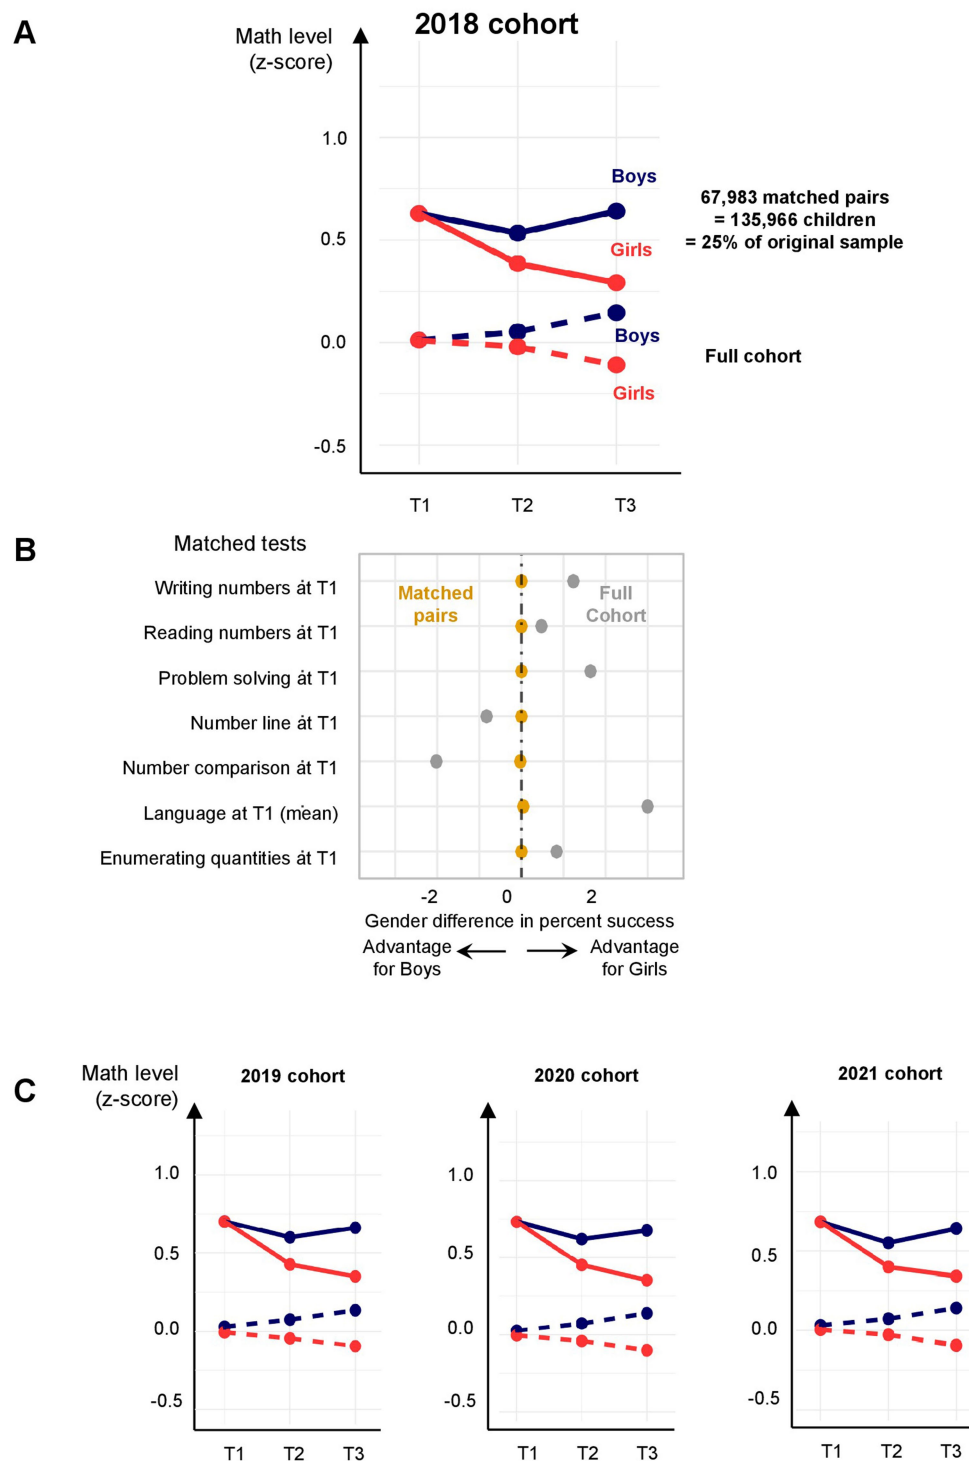 A
2018 cohort
Math level
(z-score)
1.0
0.5
0.0
-0.5
Boys
Girls
Boys
Girls
67,983 matched pairs
= 135,966 children
= 25% of original sample
Full cohort
T1 T2 T3
B
Matched tests
Writing numbers at T1
Reading numbers at T1
Problem solving at T1
Number line at T1
Number comparison at T1
Language at T1 (mean)
Enumerating quantities at T1
Matched
pairs
Full
Cohort
-2 0 2
Gender difference in percent success
Advantage
for Boys
Advantage
for Girls
C
Math level
(z-score)
2019 cohort
1.0
0.5
0.0
-0.5
T1 T2 T3
2020 cohort
1.0
0.5
0.0
-0.5
T1 T2 T3
2021 cohort
1.0
0.5
0.0
-0.5
T1 T2 T3